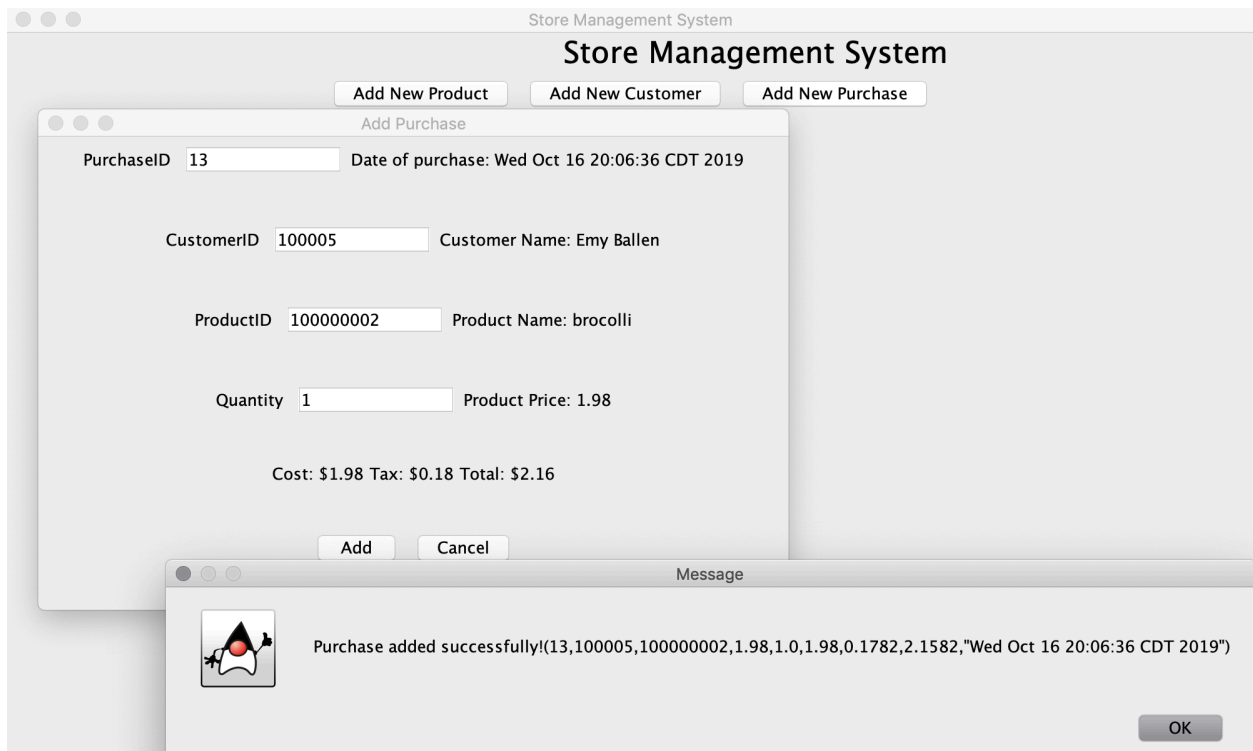 Store Management System
Store Management System
Add New Product Add New Customer Add New Purchase
Add Purchase
PurchaseID 13 Date of purchase: Wed Oct 16 20:06:36 CDT 2019
CustomerID 100005 Customer Name: Emy Ballen
ProductID 100000002 Product Name: brocolli
Quantity 1 Product Price: 1.98
Cost: $1.98 Tax: $0.18 Total: $2.16
Add Cancel
Message
Purchase added successfully!(13,100005,100000002,1.98,1.0,1.98,0.1782,2.1582,"Wed Oct 16 20:06:36 CDT 2019")
OK